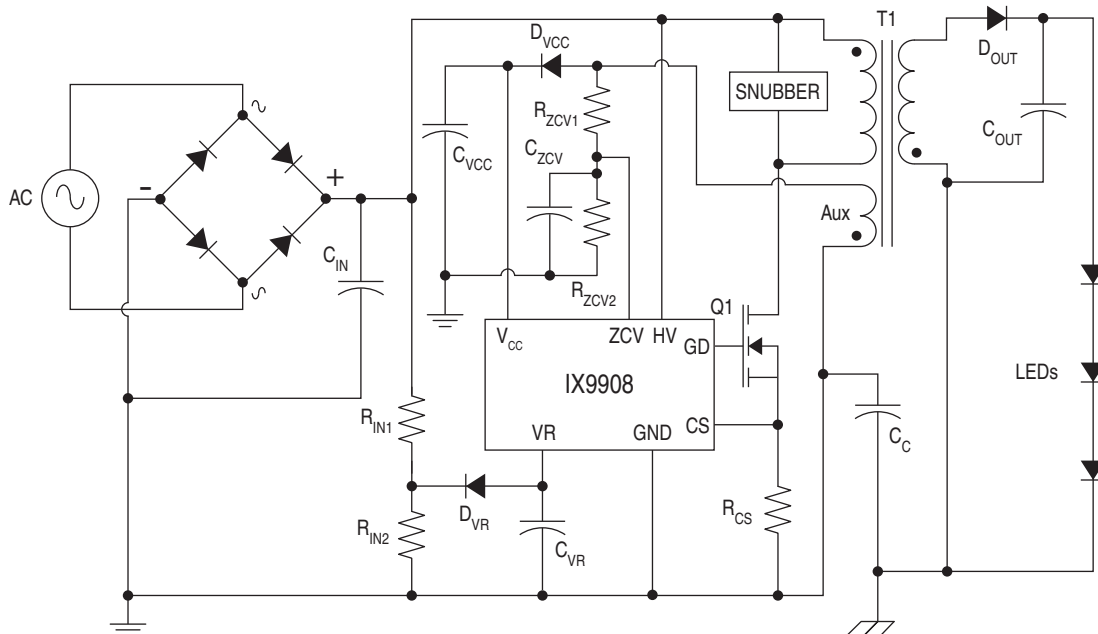 T1
D_VCC
D_OUT
SNUBBER
R_ZCV1
C_VCC
C_ZCV
C_OUT
AC
-
+
Aux
C_IN
R_ZCV2
Q1
V_CC
ZCV
HV
GD
IX9908
LEDs
R_IN1
VR
GND
CS
C_C
D_VR
R_CS
R_IN2
C_VR